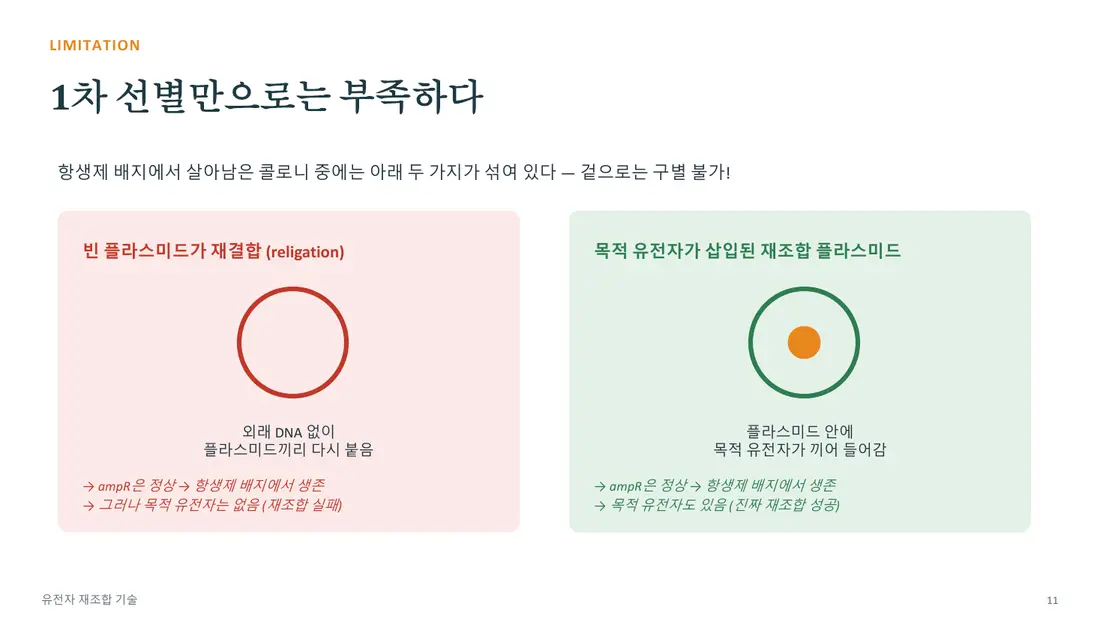 LIMITATION
1차 선별만으로는 부족하다
항생제 배지에서 살아남은 콜로니 중에는 아래 두 가지가 섞여 있다 — 겉으로는 구별 불가!
빈 플라스미드가 재결합 (religation)
외래 DNA 없이
플라스미드끼리 다시 붙음
→ ampR은 정상 → 항생제 배지에서 생존
→ 그러나 목적 유전자는 없음 (재조합 실패)
목적 유전자가 삽입된 재조합 플라스미드
플라스미드 안에
목적 유전자가 끼어 들어감
→ ampR은 정상 → 항생제 배지에서 생존
→ 목적 유전자도 있음 (진짜 재조합 성공)
유전자 재조합 기술
11